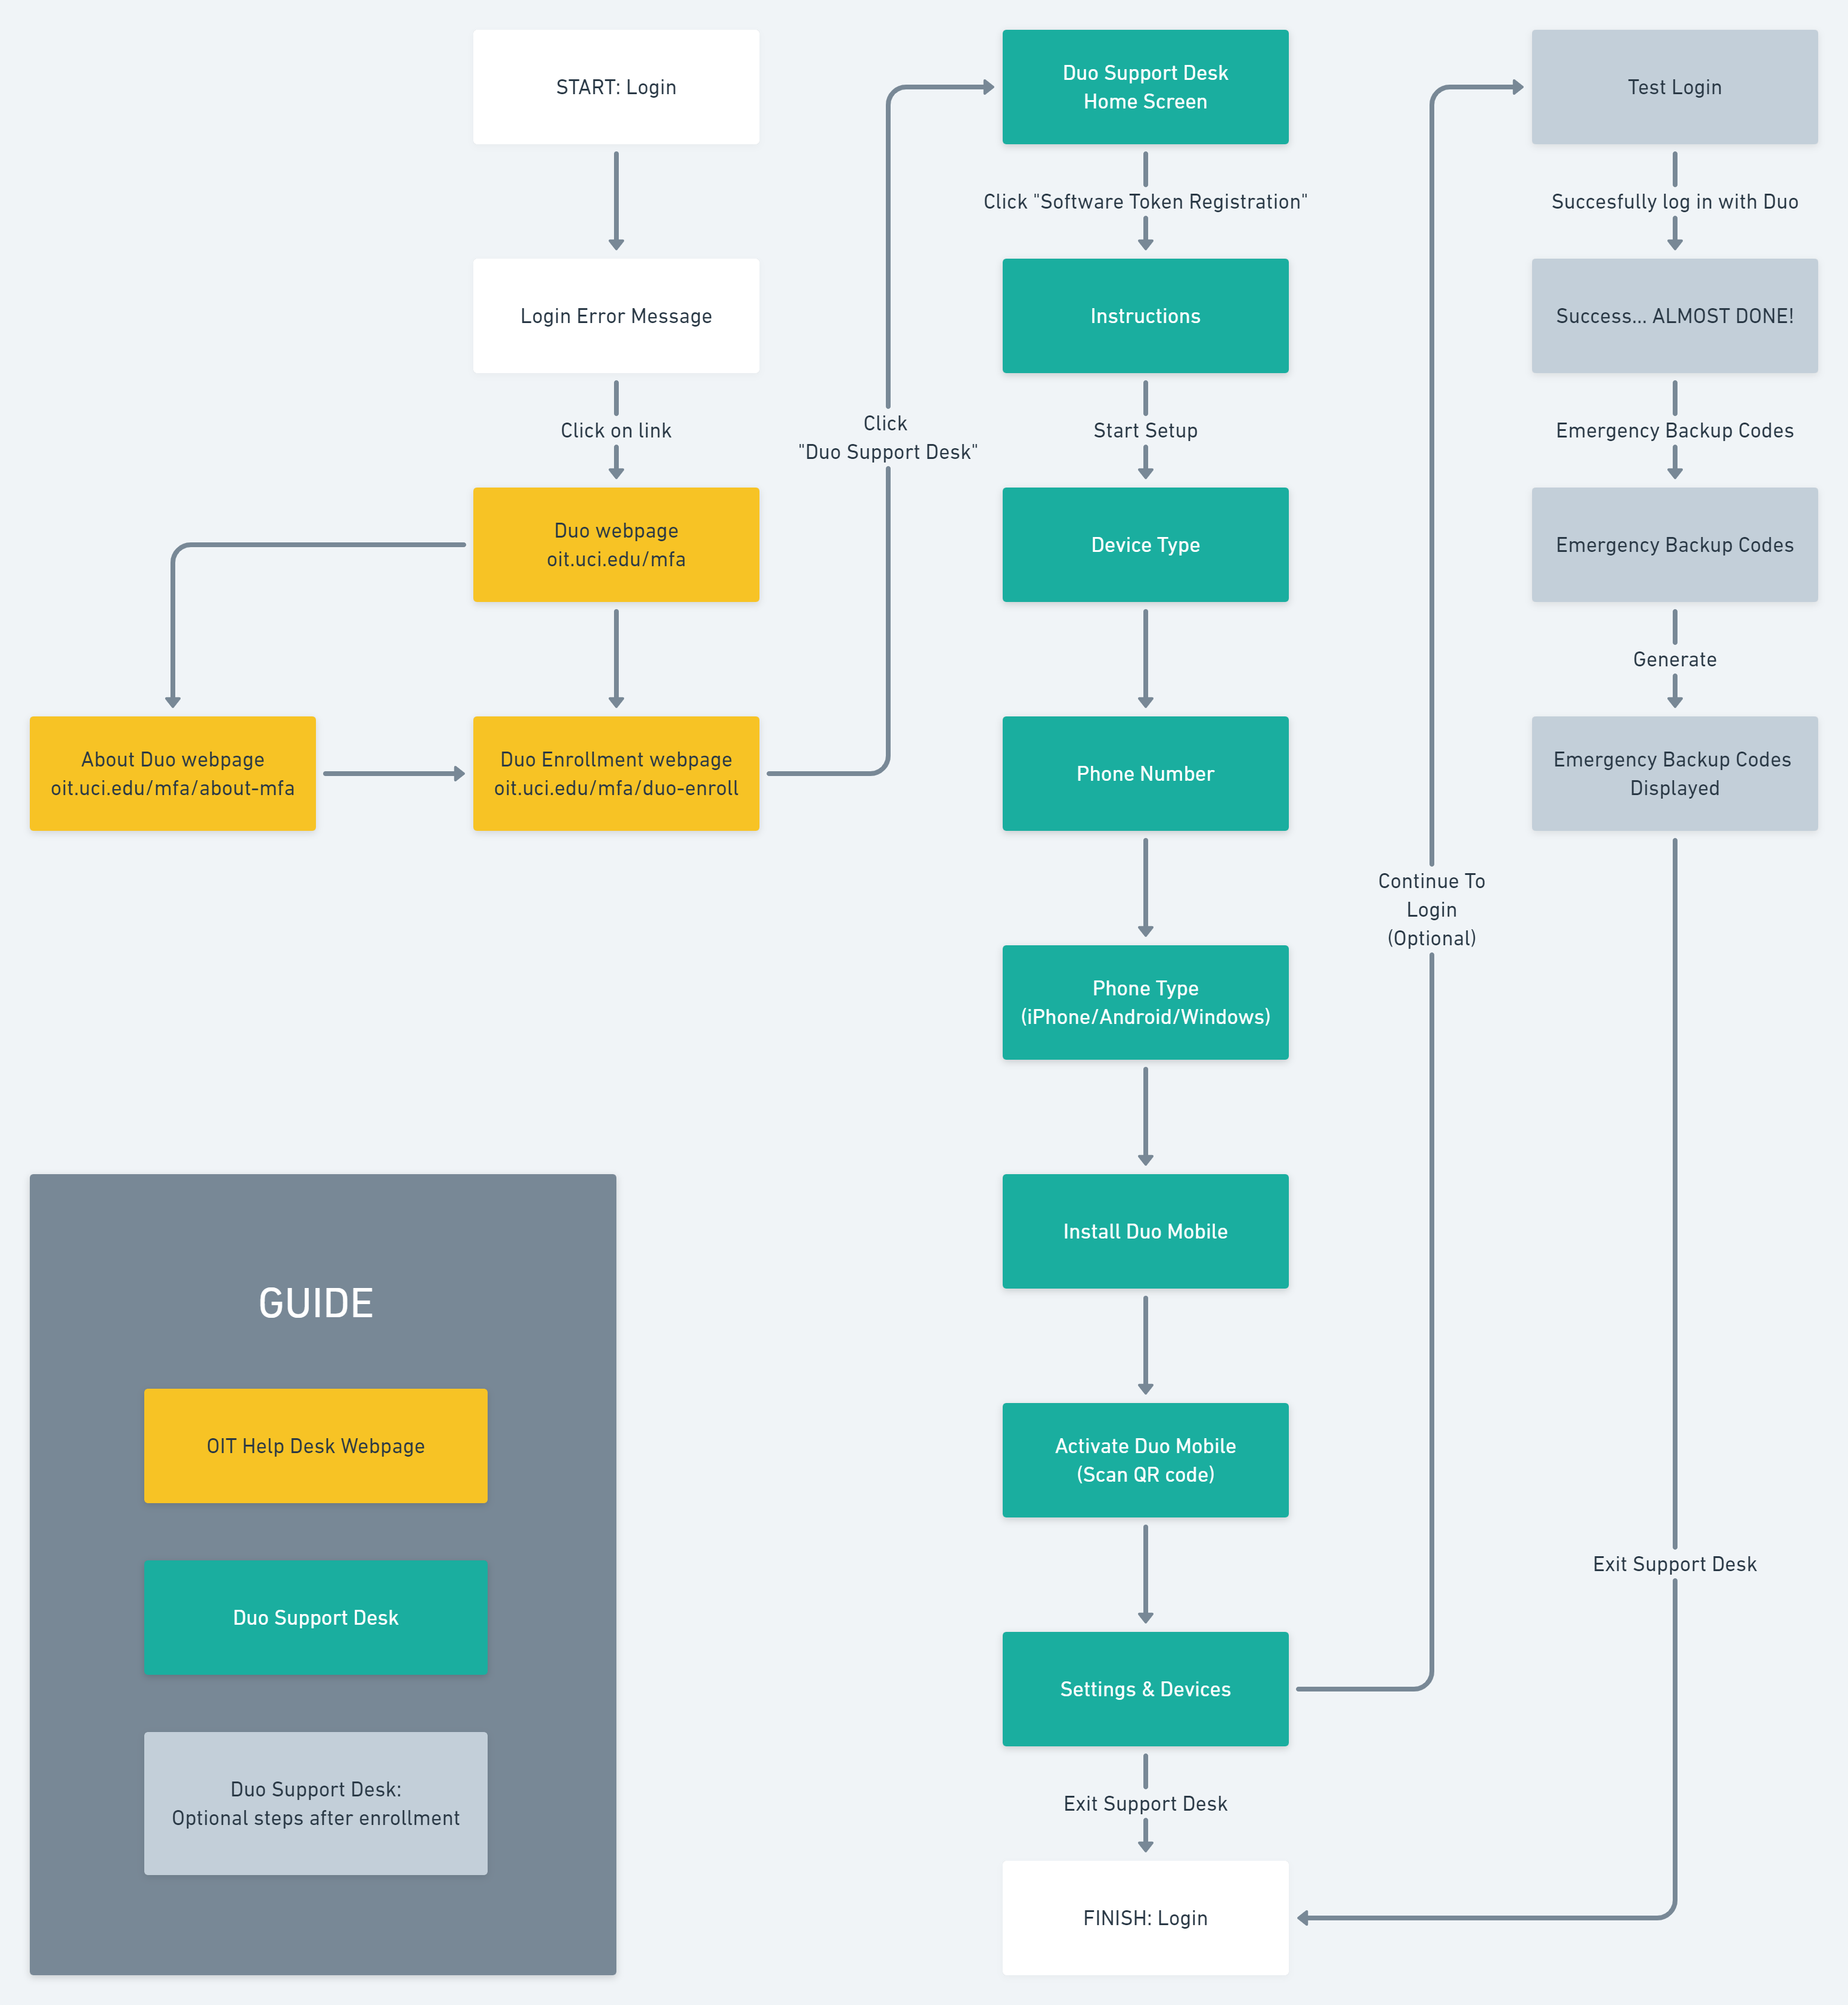 START: Login
Login Error Message
Click on link
Duo webpage
oit.uci.edu/mfa
About Duo webpage
oit.uci.edu/mfa/about-mfa
Duo Enrollment webpage
oit.uci.edu/mfa/duo-enroll
Click
"Duo Support Desk"
Duo Support Desk
Home Screen
Click "Software Token Registration"
Instructions
Start Setup
Device Type
Phone Number
Phone Type
(iPhone/Android/Windows)
Install Duo Mobile
Activate Duo Mobile
(Scan QR code)
Settings & Devices
Exit Support Desk
FINISH: Login
Continue To
Login
(Optional)
Test Login
Succesfully log in with Duo
Success... ALMOST DONE!
Emergency Backup Codes
Emergency Backup Codes
Generate
Emergency Backup Codes
Displayed
Exit Support Desk
GUIDE
OIT Help Desk Webpage
Duo Support Desk
Duo Support Desk:
Optional steps after enrollment